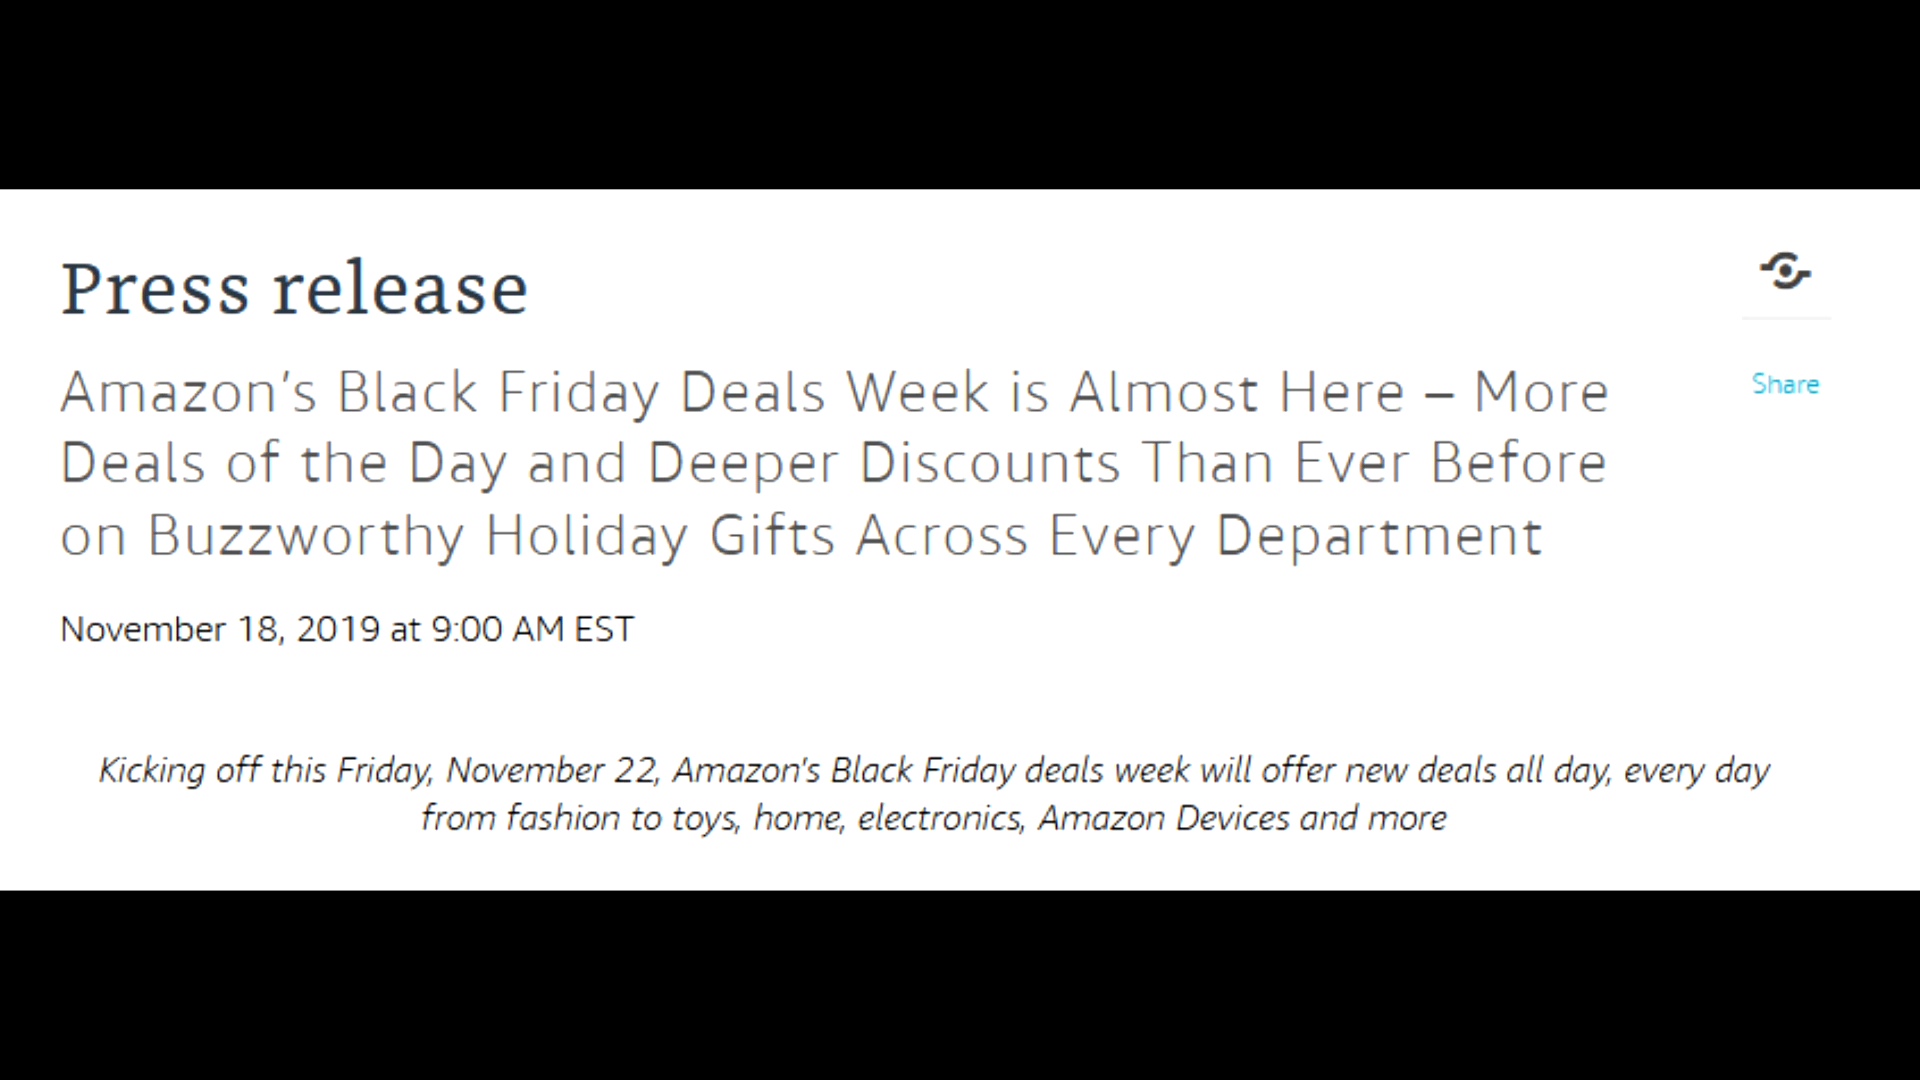 Press release
Amazon’s Black Friday Deals Week is Almost Here – More
Deals of the Day and Deeper Discounts Than Ever Before
on Buzzworthy Holiday Gifts Across Every Department
Share
November 18, 2019 at 9:00 AM EST
Kicking off this Friday, November 22, Amazon's Black Friday deals week will offer new deals all day, every day
from fashion to toys, home, electronics, Amazon Devices and more